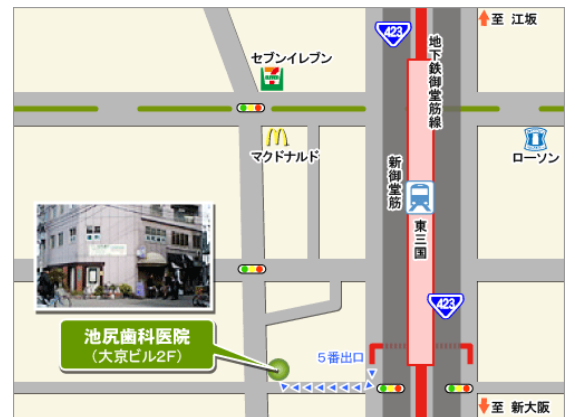 423
至 江坂
セブンイレブン
地下鉄御堂筋線
マクドナルド
ローソン
新御堂筋
東三国
423
池尻歯科医院
（大京ビル2F）
5番出口
至 新大阪